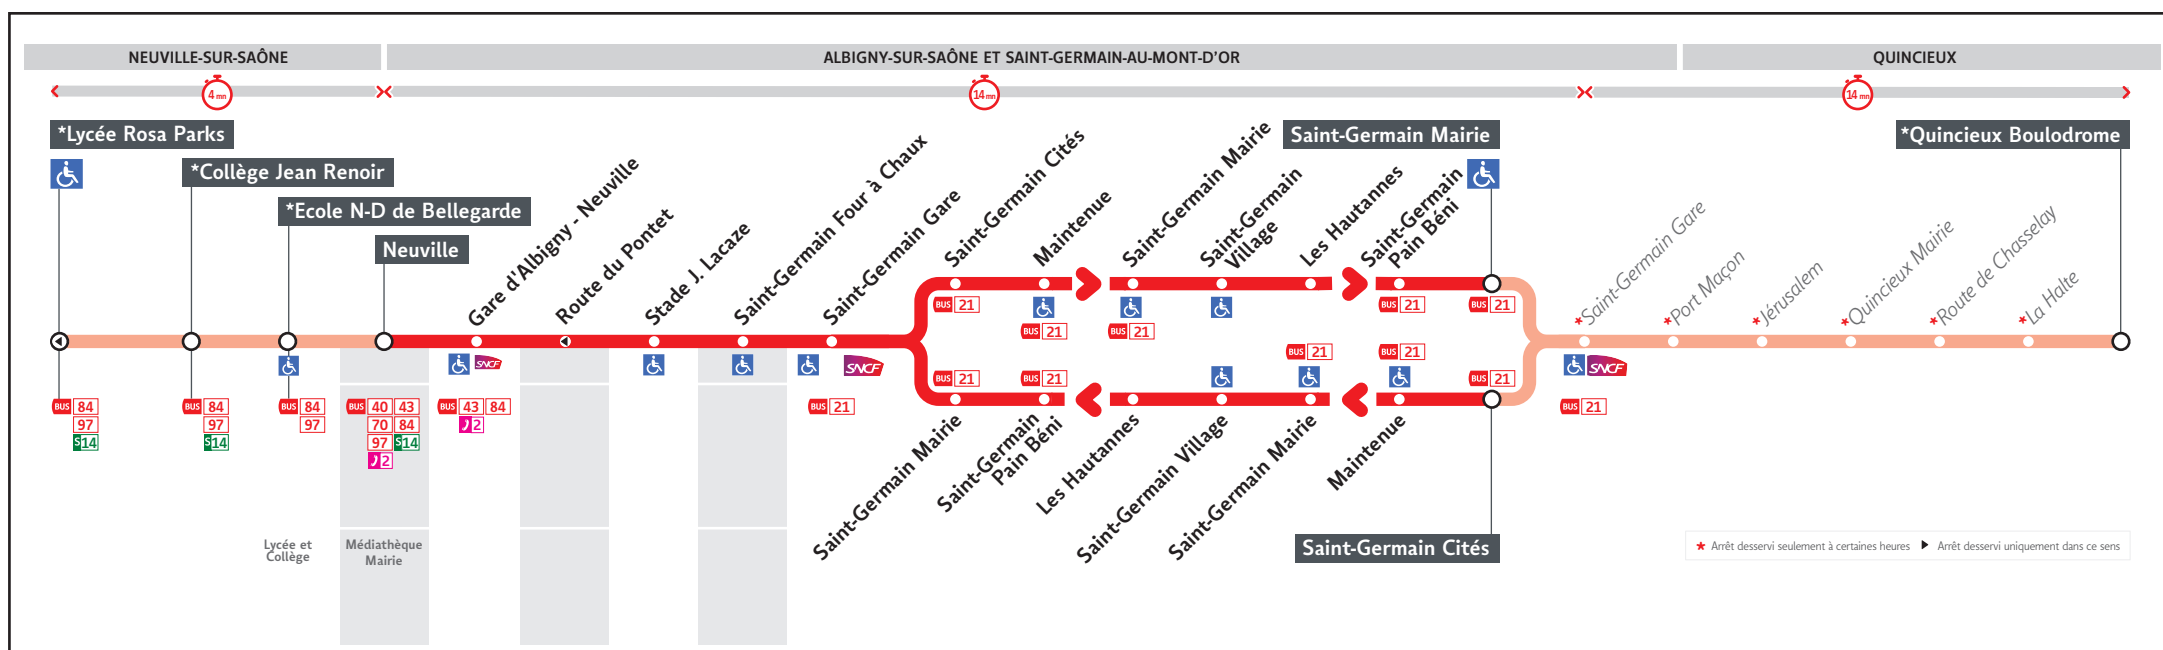 NEUVILLE-SUR-SAÔNE
ALBIGNY-SUR-SAÔNE ET SAINT-GERMAIN-AU-MONT-D'OR
QUINCIEUX
4 mn
14 mn
14 mn
*Lycée Rosa Parks
*Collège Jean Renoir
*Ecole N-D de Bellegarde
Neuville
Gare d'Albigny - Neuville
Route du Pontet
Stade J. Lacaze
Saint-Germain Four à Chaux
Saint-Germain Gare
Saint-Germain Cités
Maintenue
Saint-Germain Mairie
Saint-Germain
Village
Les Hautannes
Saint-Germain
Pain Béni
Saint-Germain Mairie
*Saint-Germain Gare
*Port Maçon
*Jérusalem
*Quincieux Mairie
*Route de Chasselay
*La Halte
*Quincieux Boulodrome
BUS 21
BUS 21
BUS 21
BUS 21
BUS 21
SNCF
SNCF
SNCF
BUS 21
BUS 21
BUS 21
BUS 21
BUS 21
BUS 84
97
S14
BUS 84
97
S14
BUS 84
97
BUS 40 43
70 84
97 S14
2
BUS 43 84
2
BUS 21
BUS 21
Saint-Germain Mairie
Saint-Germain
Pain Béni
Les Hautannes
Saint-Germain Village
Saint-Germain Mairie
Maintenue
Saint-Germain Cités
Lycée et
Collège
Médiathèque
Mairie
* Arrêt desservi seulement à certaines heures
Arrêt desservi uniquement dans ce sens